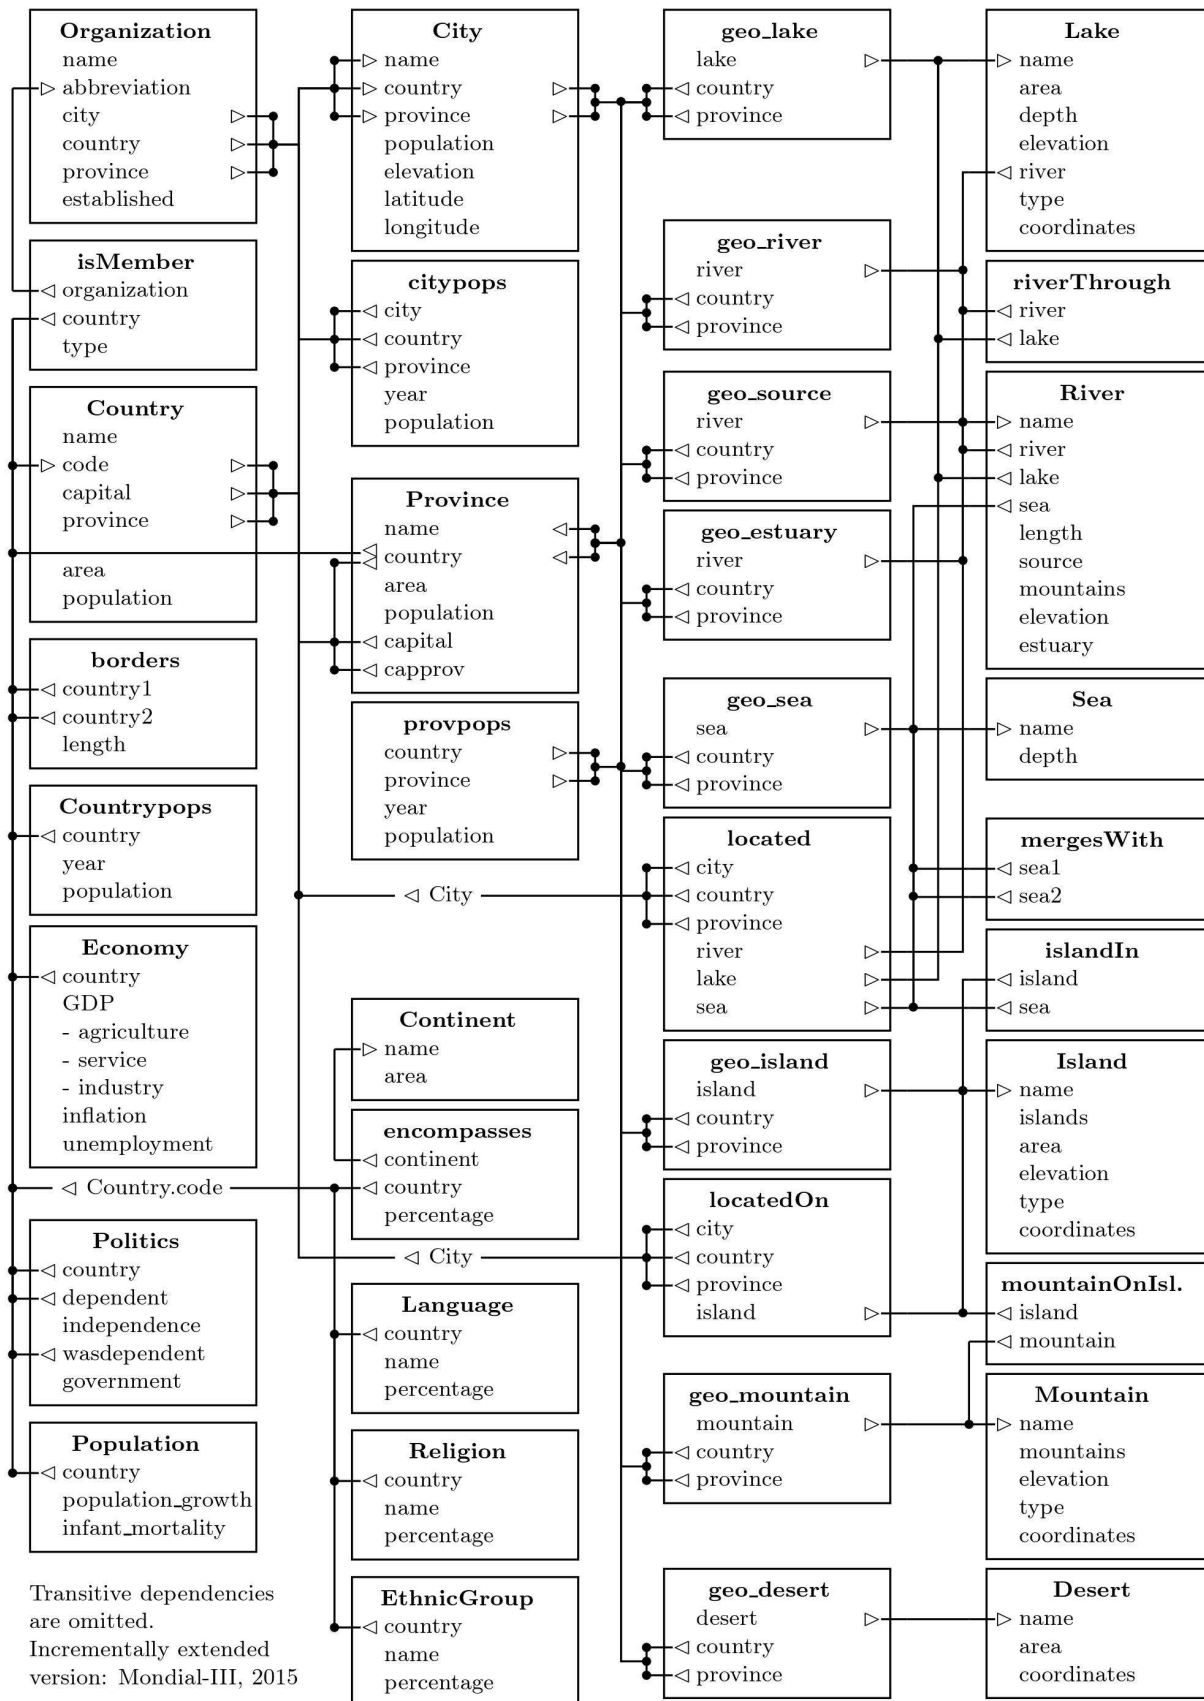 Organization
name
abbreviation
city
country
province
established
isMember
organization
country
type
Country
name
code
capital
province
area
population
borders
country1
country2
length
Countrypops
country
year
population
Economy
country
GDP
- agriculture
- service
- industry
inflation
unemployment
Country.code
Politics
country
dependent
independence
wasdependent
government
Population
country
population_growth
infant_mortality
Transitive dependencies
are omitted.
Incrementally extended
version: Mondial-III, 2015
City
name
country
province
population
elevation
latitude
longitude
citypops
city
country
province
year
population
Province
name
country
area
population
capital
capprov
provpops
country
province
year
population
City
Continent
name
area
encompasses
continent
country
percentage
City
Language
country
name
percentage
Religion
country
name
percentage
EthnicGroup
country
name
percentage
geo_lake
lake
country
province
geo_river
river
country
province
geo_source
river
country
province
geo_estuary
river
country
province
geo_sea
sea
country
province
located
city
country
province
river
lake
sea
geo_island
island
country
province
locatedOn
city
country
province
island
geo_mountain
mountain
country
province
geo_desert
desert
country
province
Lake
name
area
depth
elevation
river
type
coordinates
riverThrough
river
lake
River
name
river
lake
sea
length
source
mountains
elevation
estuary
Sea
name
depth
mergesWith
sea1
sea2
islandIn
island
sea
Island
name
islands
area
elevation
type
coordinates
mountainOnIsl.
island
mountain
Mountain
name
mountains
elevation
type
coordinates
Desert
name
area
coordinates